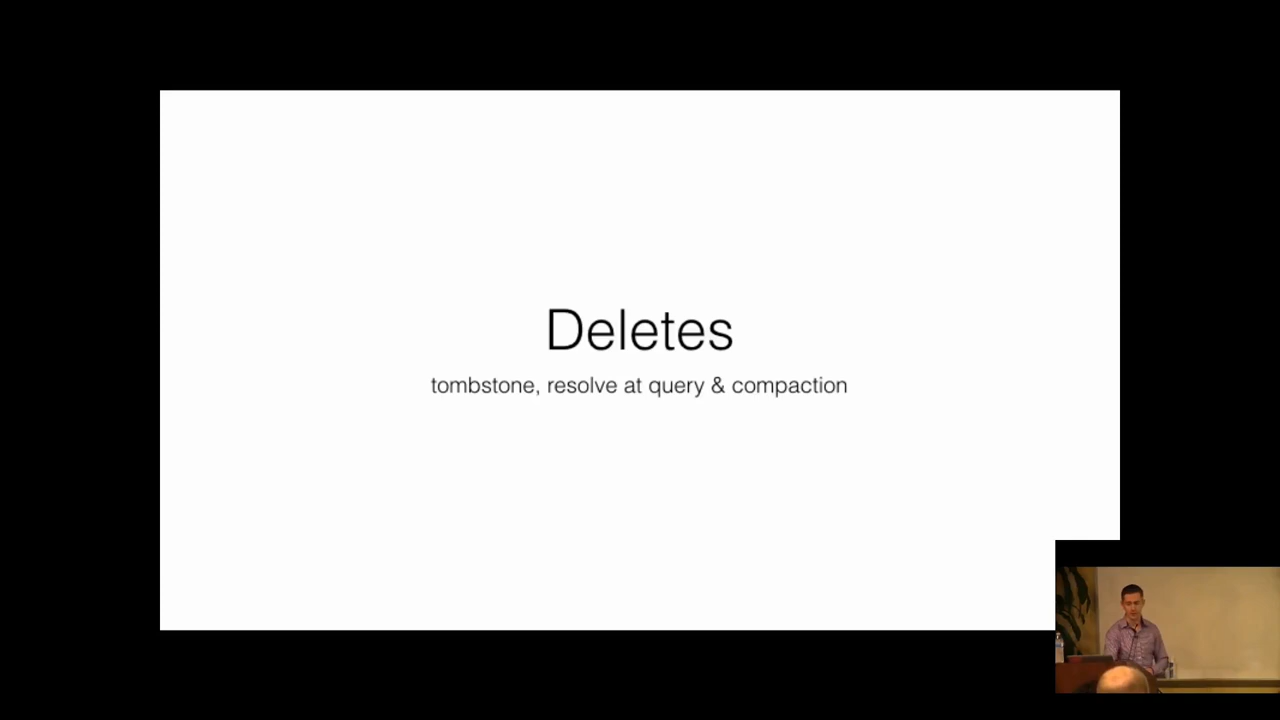 Deletes
tombstone, resolve at query & compaction